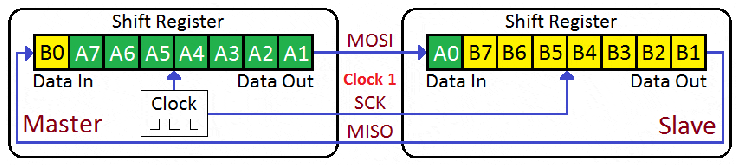 Shift Register
B0 A7 A6 A5 A4 A3 A2 A1
Data In
Data Out
Clock
Master
MOSI
Clock 1
SCK
MISO
Shift Register
A0 B7 B6 B5 B4 B3 B2 B1
Data In
Data Out
Slave